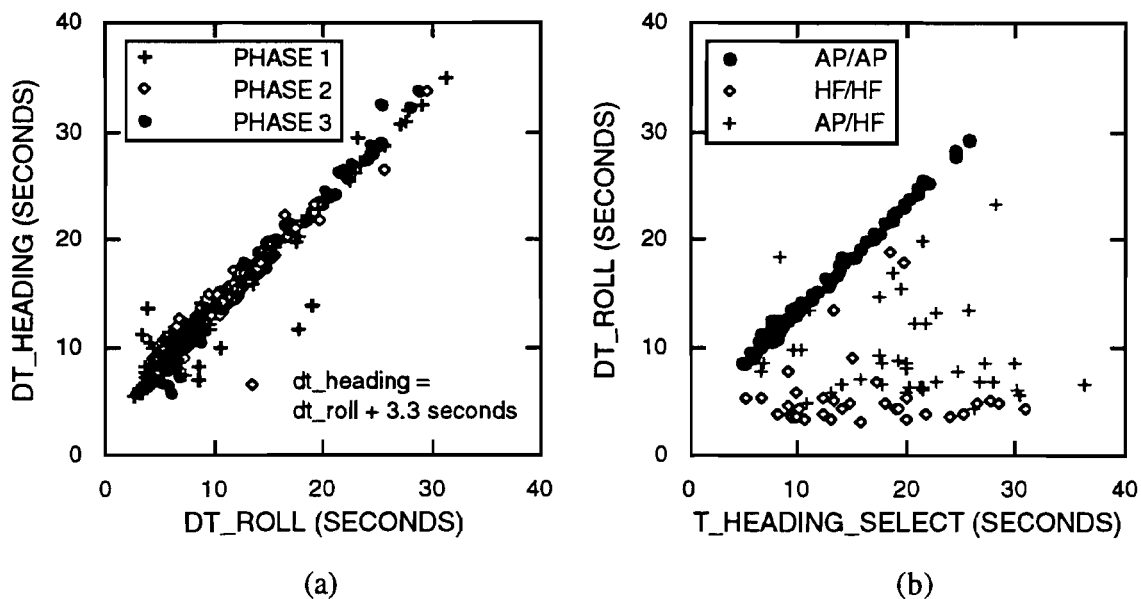 40
30
20
10
0
DT_HEADING (SECONDS)
PHASE 1
PHASE 2
PHASE 3
dt_heading =
dt_roll + 3.3 seconds
0 10 20 30 40
DT_ROLL (SECONDS)
(a)
40
30
20
10
0
DT_ROLL (SECONDS)
AP/AP
HF/HF
AP/HF
0 10 20 30 40
T_HEADING_SELECT (SECONDS)
(b)